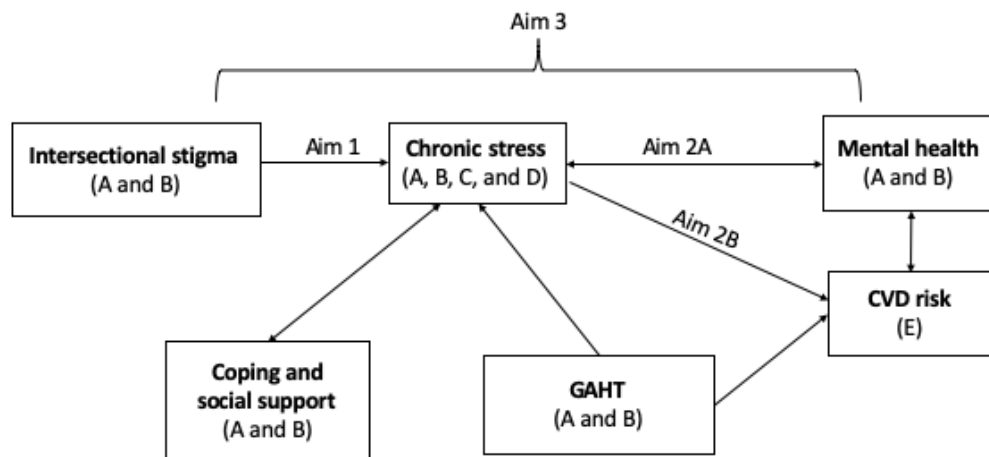 Aim 3
Intersectional stigma
(A and B)
Aim 1
Chronic stress
(A, B, C, and D)
Aim 2A
Mental health
(A and B)
Aim 2B
CVD risk
(E)
Coping and
social support
(A and B)
GAHT
(A and B)